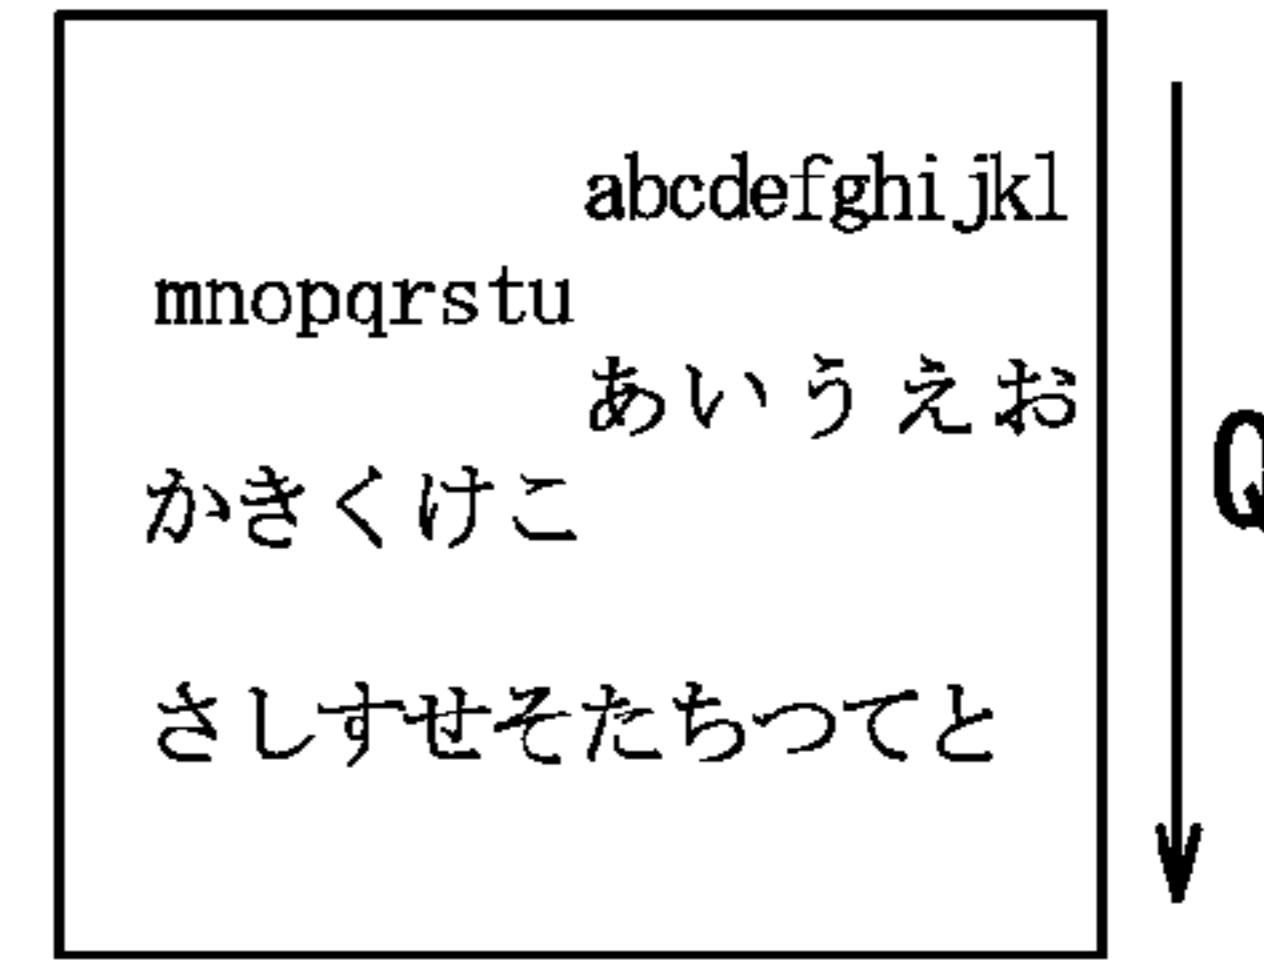 abcdefghijkl
mnopqrstu
あいうえお
かきくけこ
さしすせそたちつてと
Q